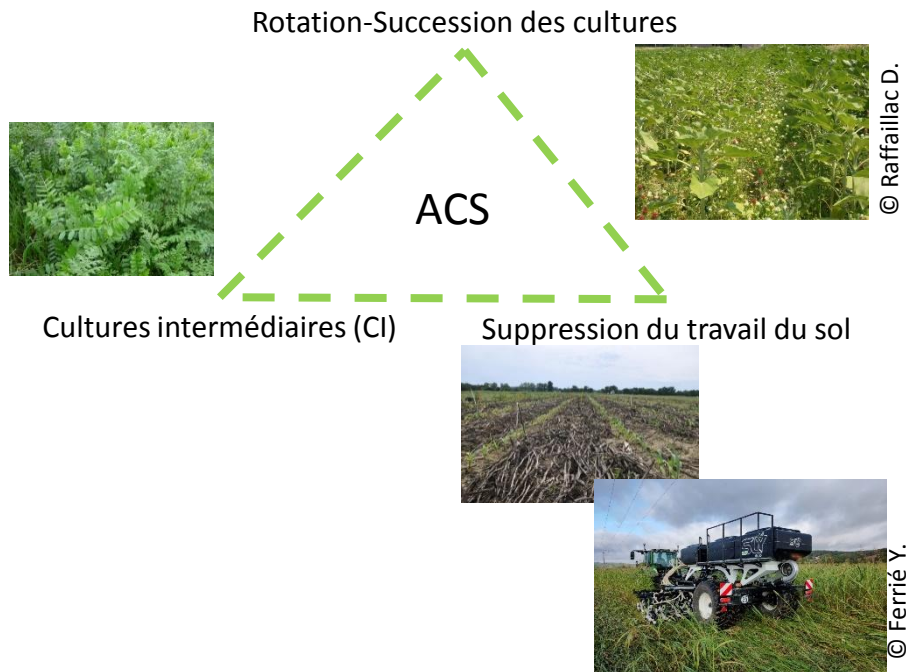 Rotation-Succession des cultures
© Raffaillac D.
ACS
Cultures intermédiaires (CI)
Suppression du travail du sol
© Ferrié Y.